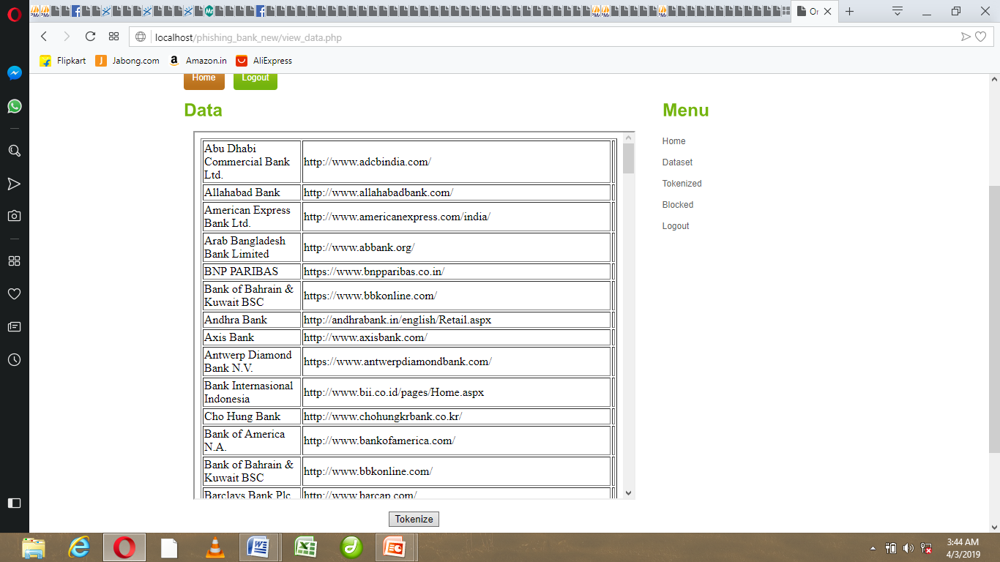 Or
localhost/phishing_bank_new/view_data.php
Flipkart
Jabong.com
Amazon.in
AliExpress
Home
Logout
Data
Menu
Abu Dhabi
Commercial Bank
Ltd.
http://www.adcbindia.com/
Allahabad Bank
http://www.allahabadbank.com/
American Express
Bank Ltd.
http://www.americanexpress.com/india/
Arab Bangladesh
Bank Limited
http://www.abbank.org/
BNP PARIBAS
https://www.bnpparibas.co.in/
Bank of Bahrain &
Kuwait BSC
https://www.bbkonline.com/
Andhra Bank
http://andhrabank.in/english/Retail.aspx
Axis Bank
http://www.axisbank.com/
Antwerp Diamond
Bank N.V.
https://www.antwerpdiamondbank.com/
Bank Internasional
Indonesia
http://www.bii.co.id/pages/Home.aspx
Cho Hung Bank
http://www.chohungkrbank.co.kr/
Bank of America
N.A.
http://www.bankofamerica.com/
Bank of Bahrain &
Kuwait BSC
http://www.bbkonline.com/
Barclays Bank Plc
http://www.barcap.com/
Home
Dataset
Tokenized
Blocked
Logout
Tokenize
3:44 AM
4/3/2019